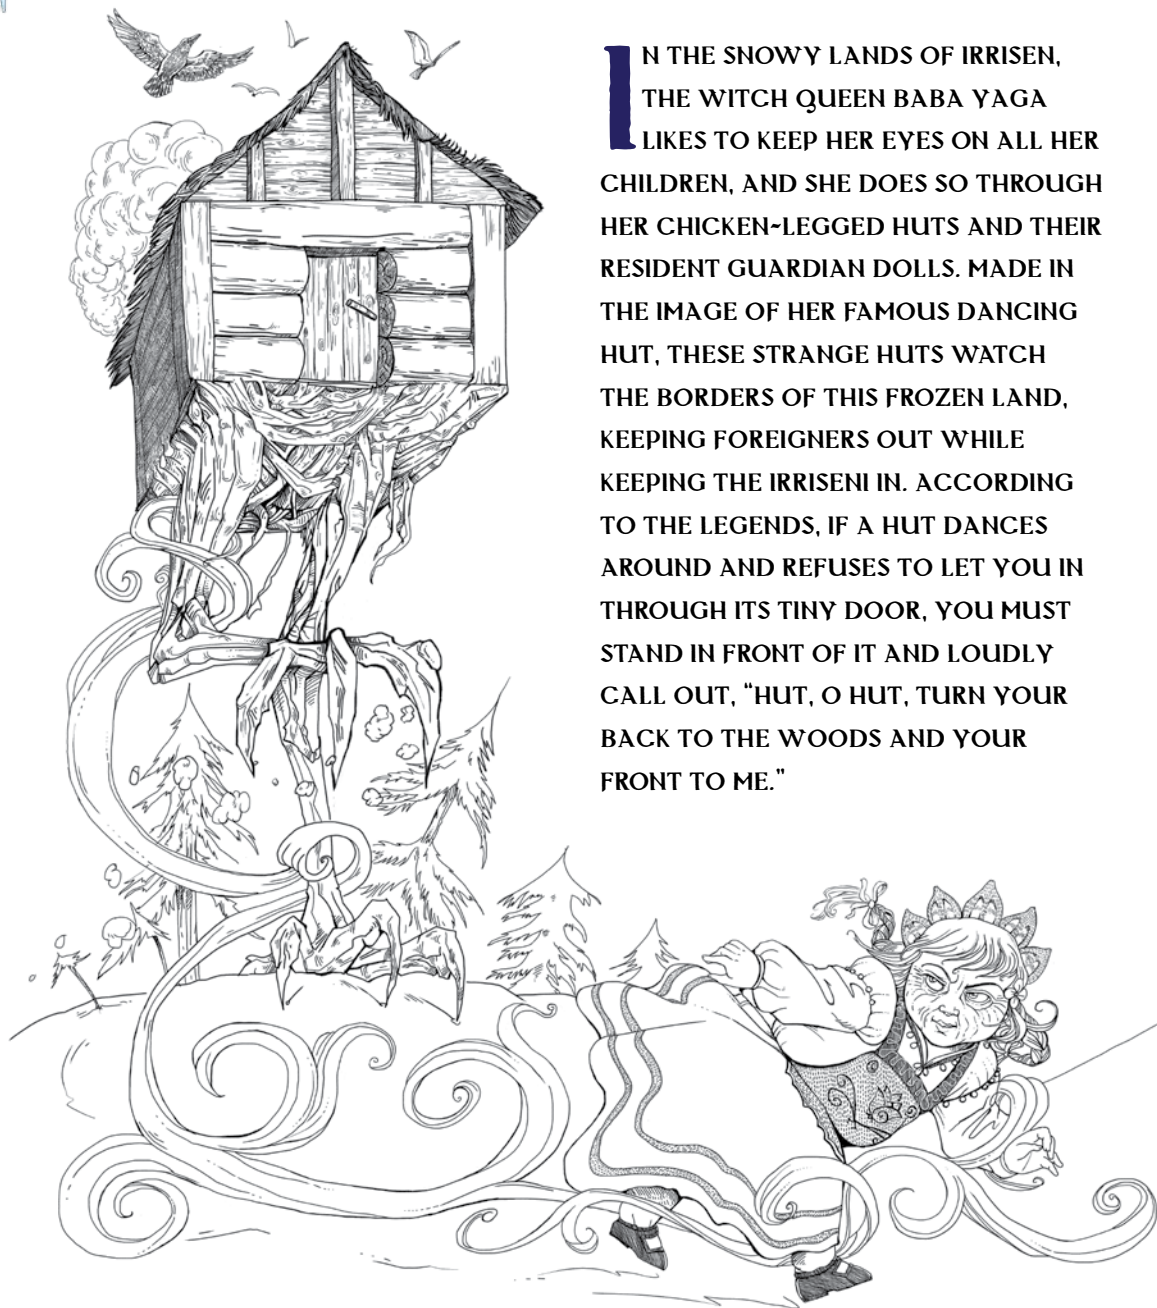 IN THE SNOWY LANDS OF IRRISEN,
THE WITCH QUEEN BABA YAGA
LIKES TO KEEP HER EYES ON ALL HER
CHILDREN, AND SHE DOES SO THROUGH
HER CHICKEN-LEGGED HUTS AND THEIR
RESIDENT GUARDIAN DOLLS. MADE IN
THE IMAGE OF HER FAMOUS DANCING
HUT, THESE STRANGE HUTS WATCH
THE BORDERS OF THIS FROZEN LAND,
KEEPING FOREIGNERS OUT WHILE
KEEPING THE IRRISENI IN. ACCORDING
TO THE LEGENDS, IF A HUT DANCES
AROUND AND REFUSES TO LET YOU IN
THROUGH ITS TINY DOOR, YOU MUST
STAND IN FRONT OF IT AND LOUDLY
CALL OUT, “HUT, O HUT, TURN YOUR
BACK TO THE WOODS AND YOUR
FRONT TO ME.”